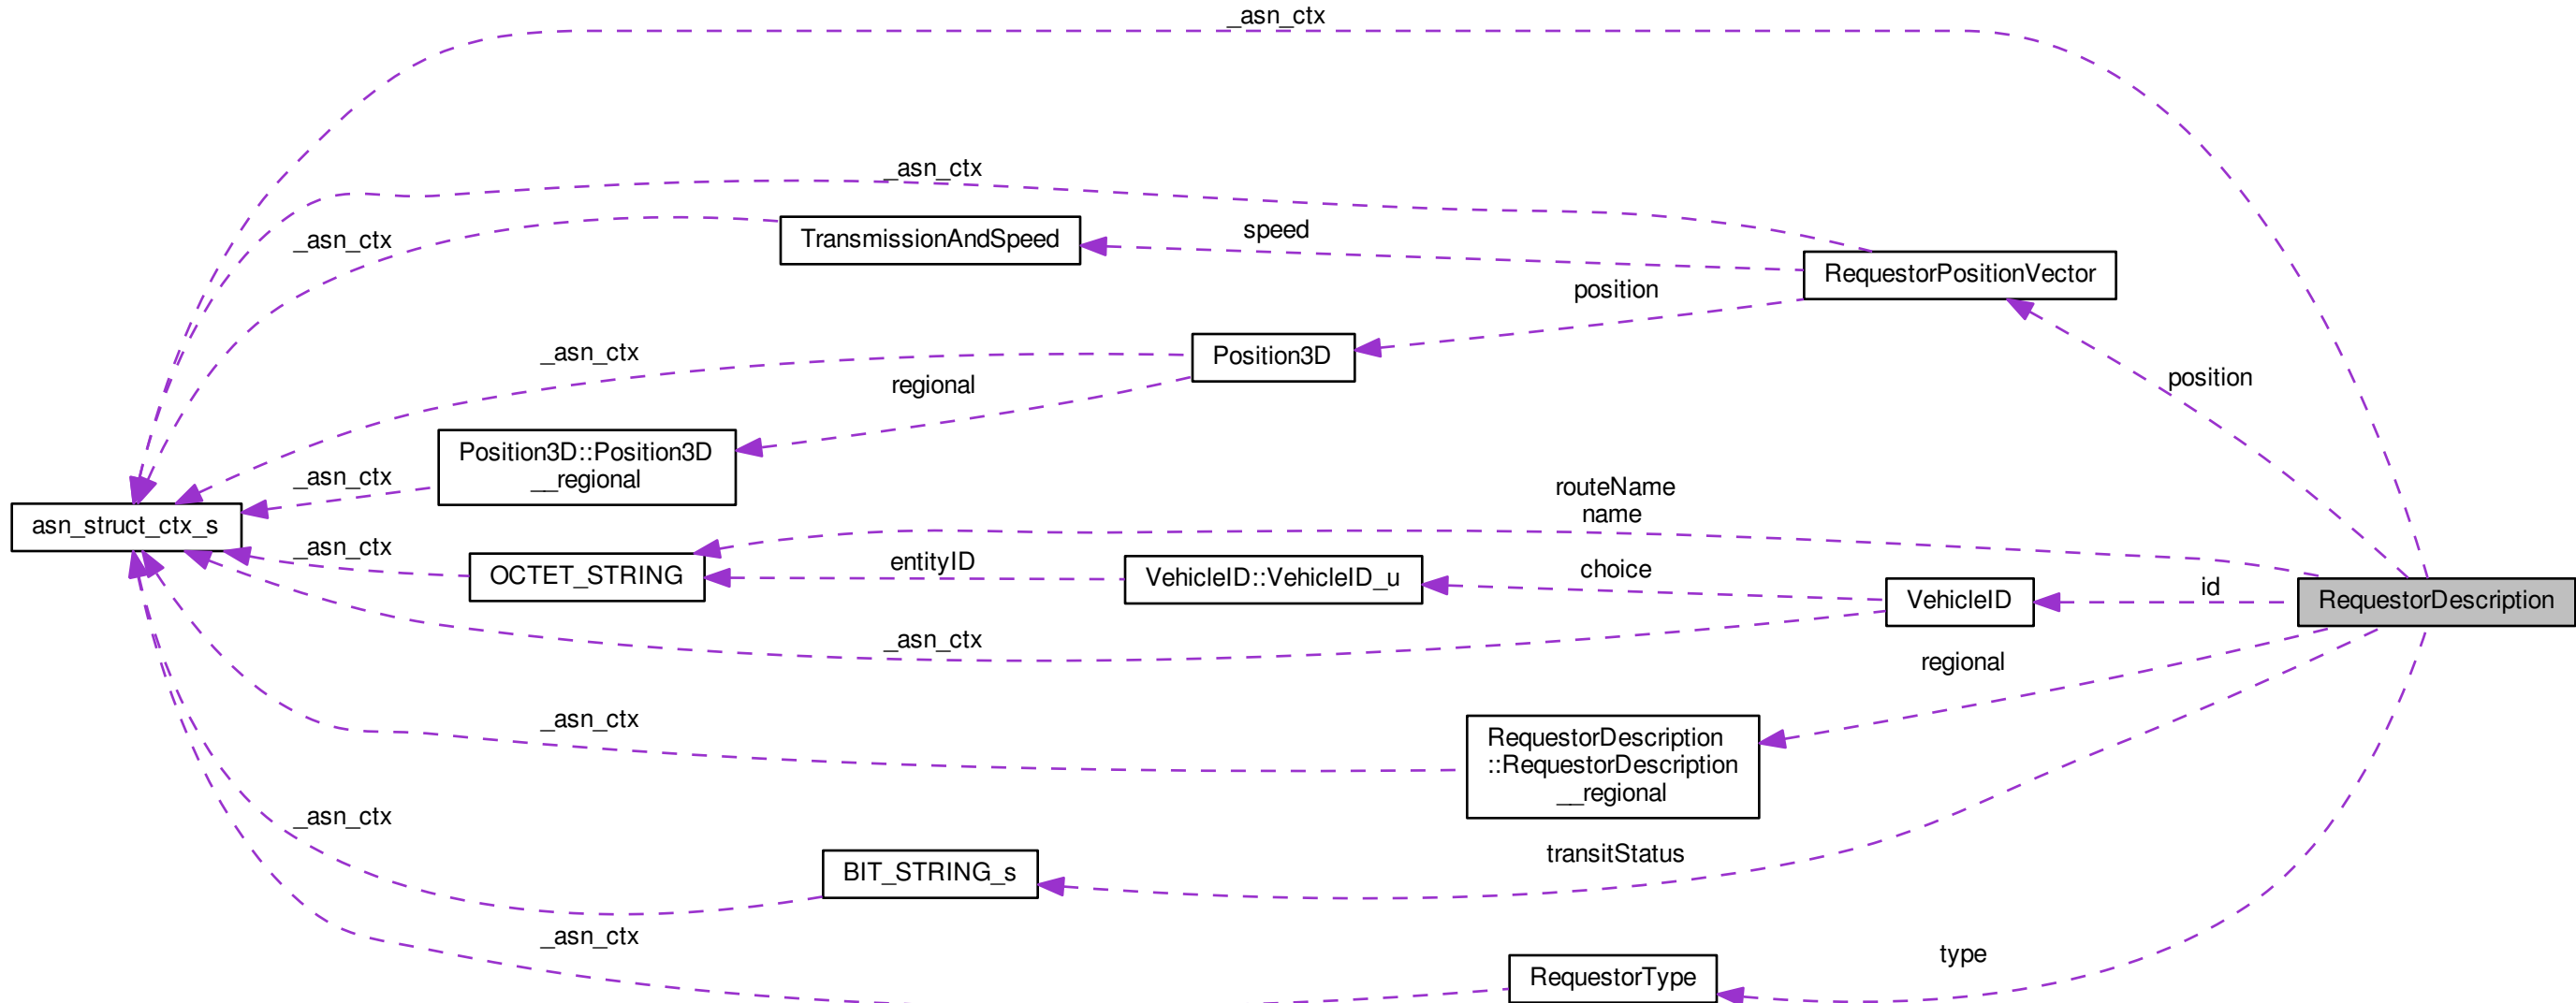 _asn_ctx
_asn_ctx
TransmissionAndSpeed
speed
_asn_ctx
RequestorPositionVector
position
_asn_ctx
Position3D
position
regional
Position3D::Position3D
__regional
_asn_ctx
routeName
name
asn_struct_ctx_s
_asn_ctx
OCTET_STRING
entityID
VehicleID::VehicleID_u
choice
VehicleID
id
RequestorDescription
_asn_ctx
regional
_asn_ctx
RequestorDescription
::RequestorDescription
__regional
_asn_ctx
BIT_STRING_s
transitStatus
_asn_ctx
RequestorType
type